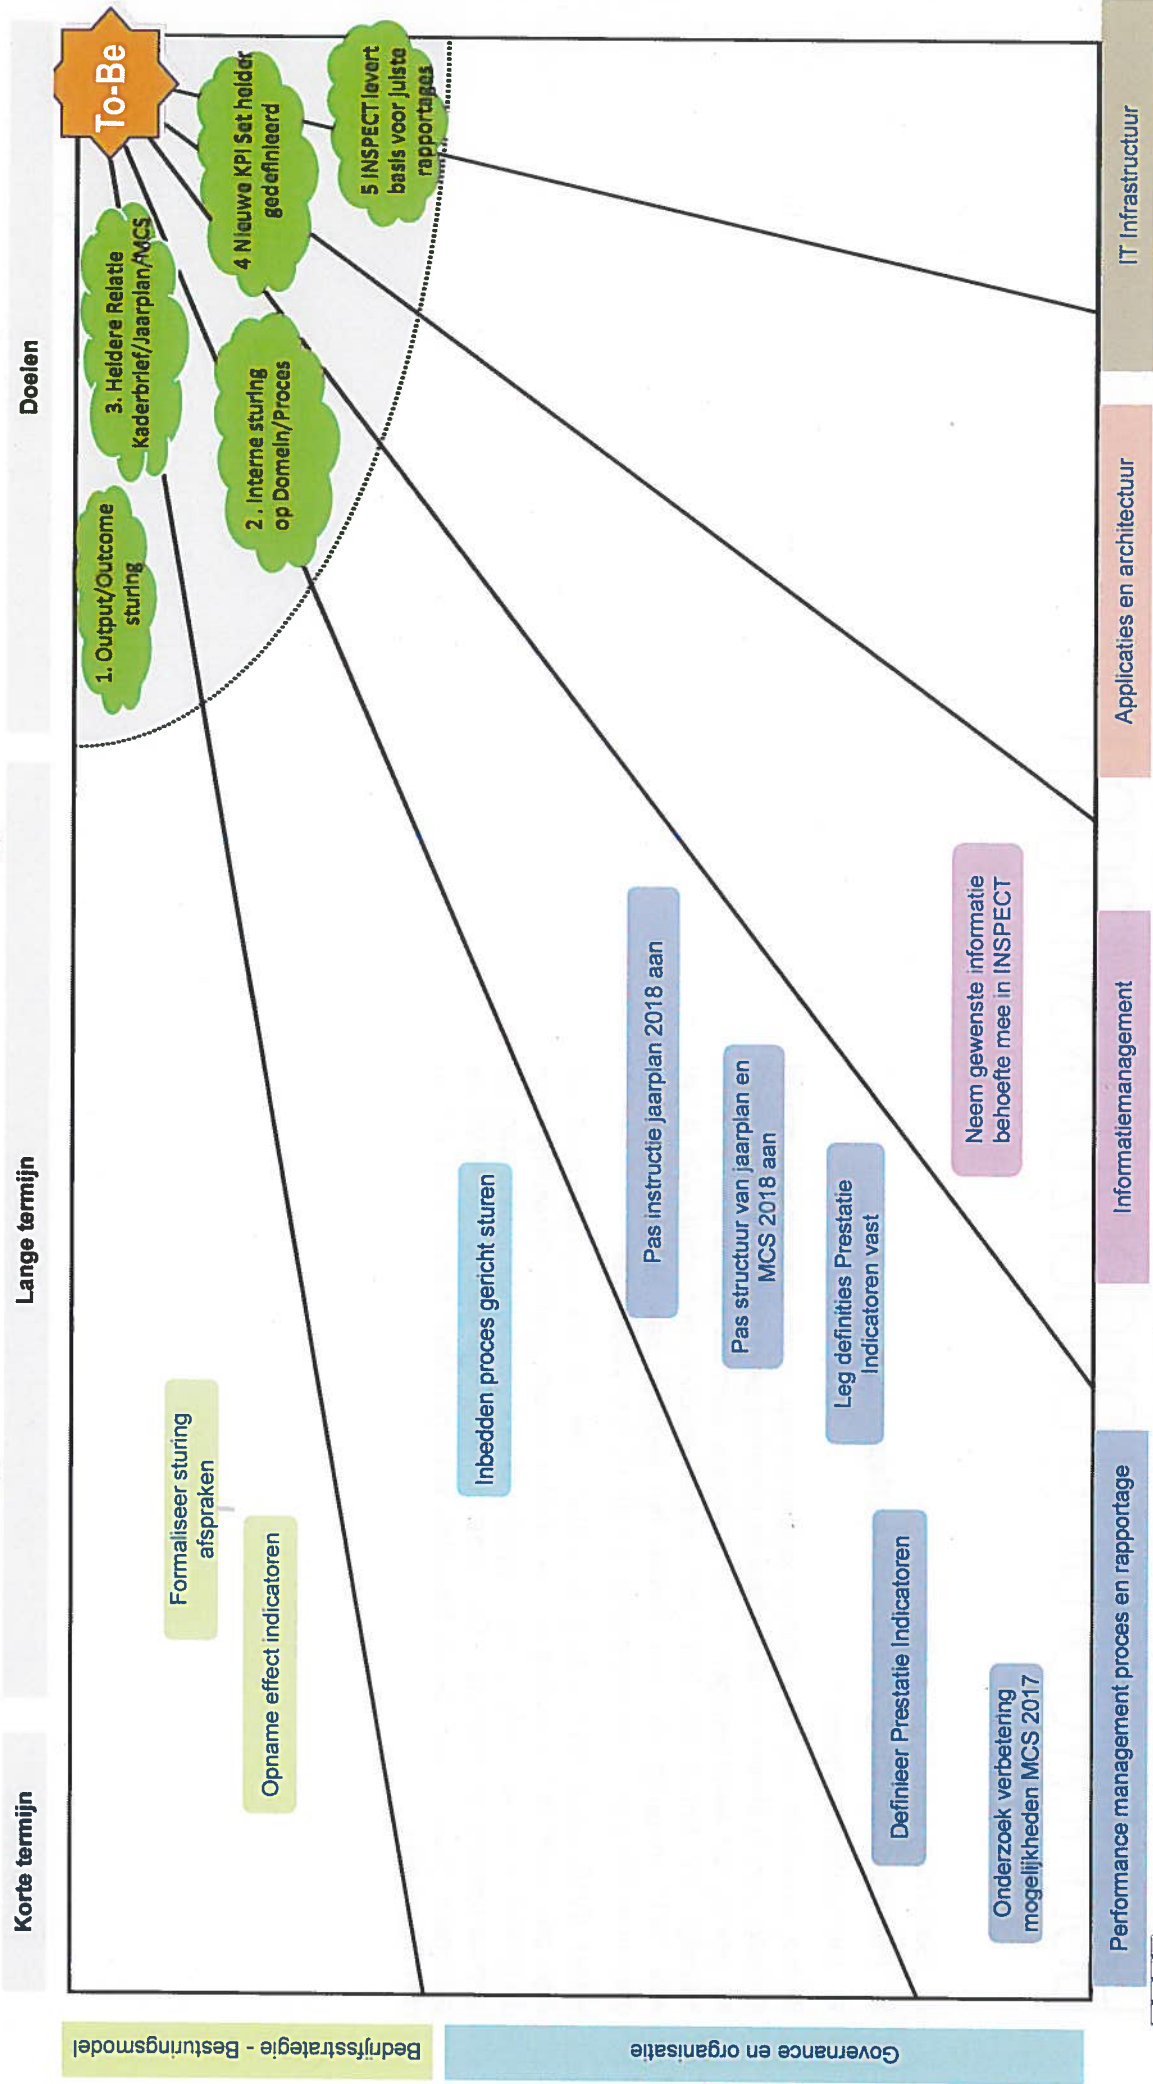 Korte termijn
Lange termijn
Doelen
To-Be
1. Output/Outcome
sturing
3. Heldere Relatie
Kaderbrief/Jaarplan/MCS
2. Interne sturing
op Domein/Proces
4 Nieuwe KPI Set helder
gedefinieerd
5 INSPECT levert
basis voor juiste
rapportages
Bedrijfsstrategie - Besturingsmodel
Formaliseer sturing
afspraken
Opname effect indicatoren
Governance en organisatie
Inbedden proces gericht sturen
Pas instructie jaarplan 2018 aan
Pas structuur van jaarplan en
MCS 2018 aan
Leg definities Prestatie
Indicatoren vast
Definieer Prestatie Indicatoren
Onderzoek verbetering
mogelijkheden MCS 2017
Neem gewenste informatie
behoefte mee in INSPECT
Performance management proces en rapportage
Informatiemanagement
Applicaties en architectuur
IT Infrastructuur